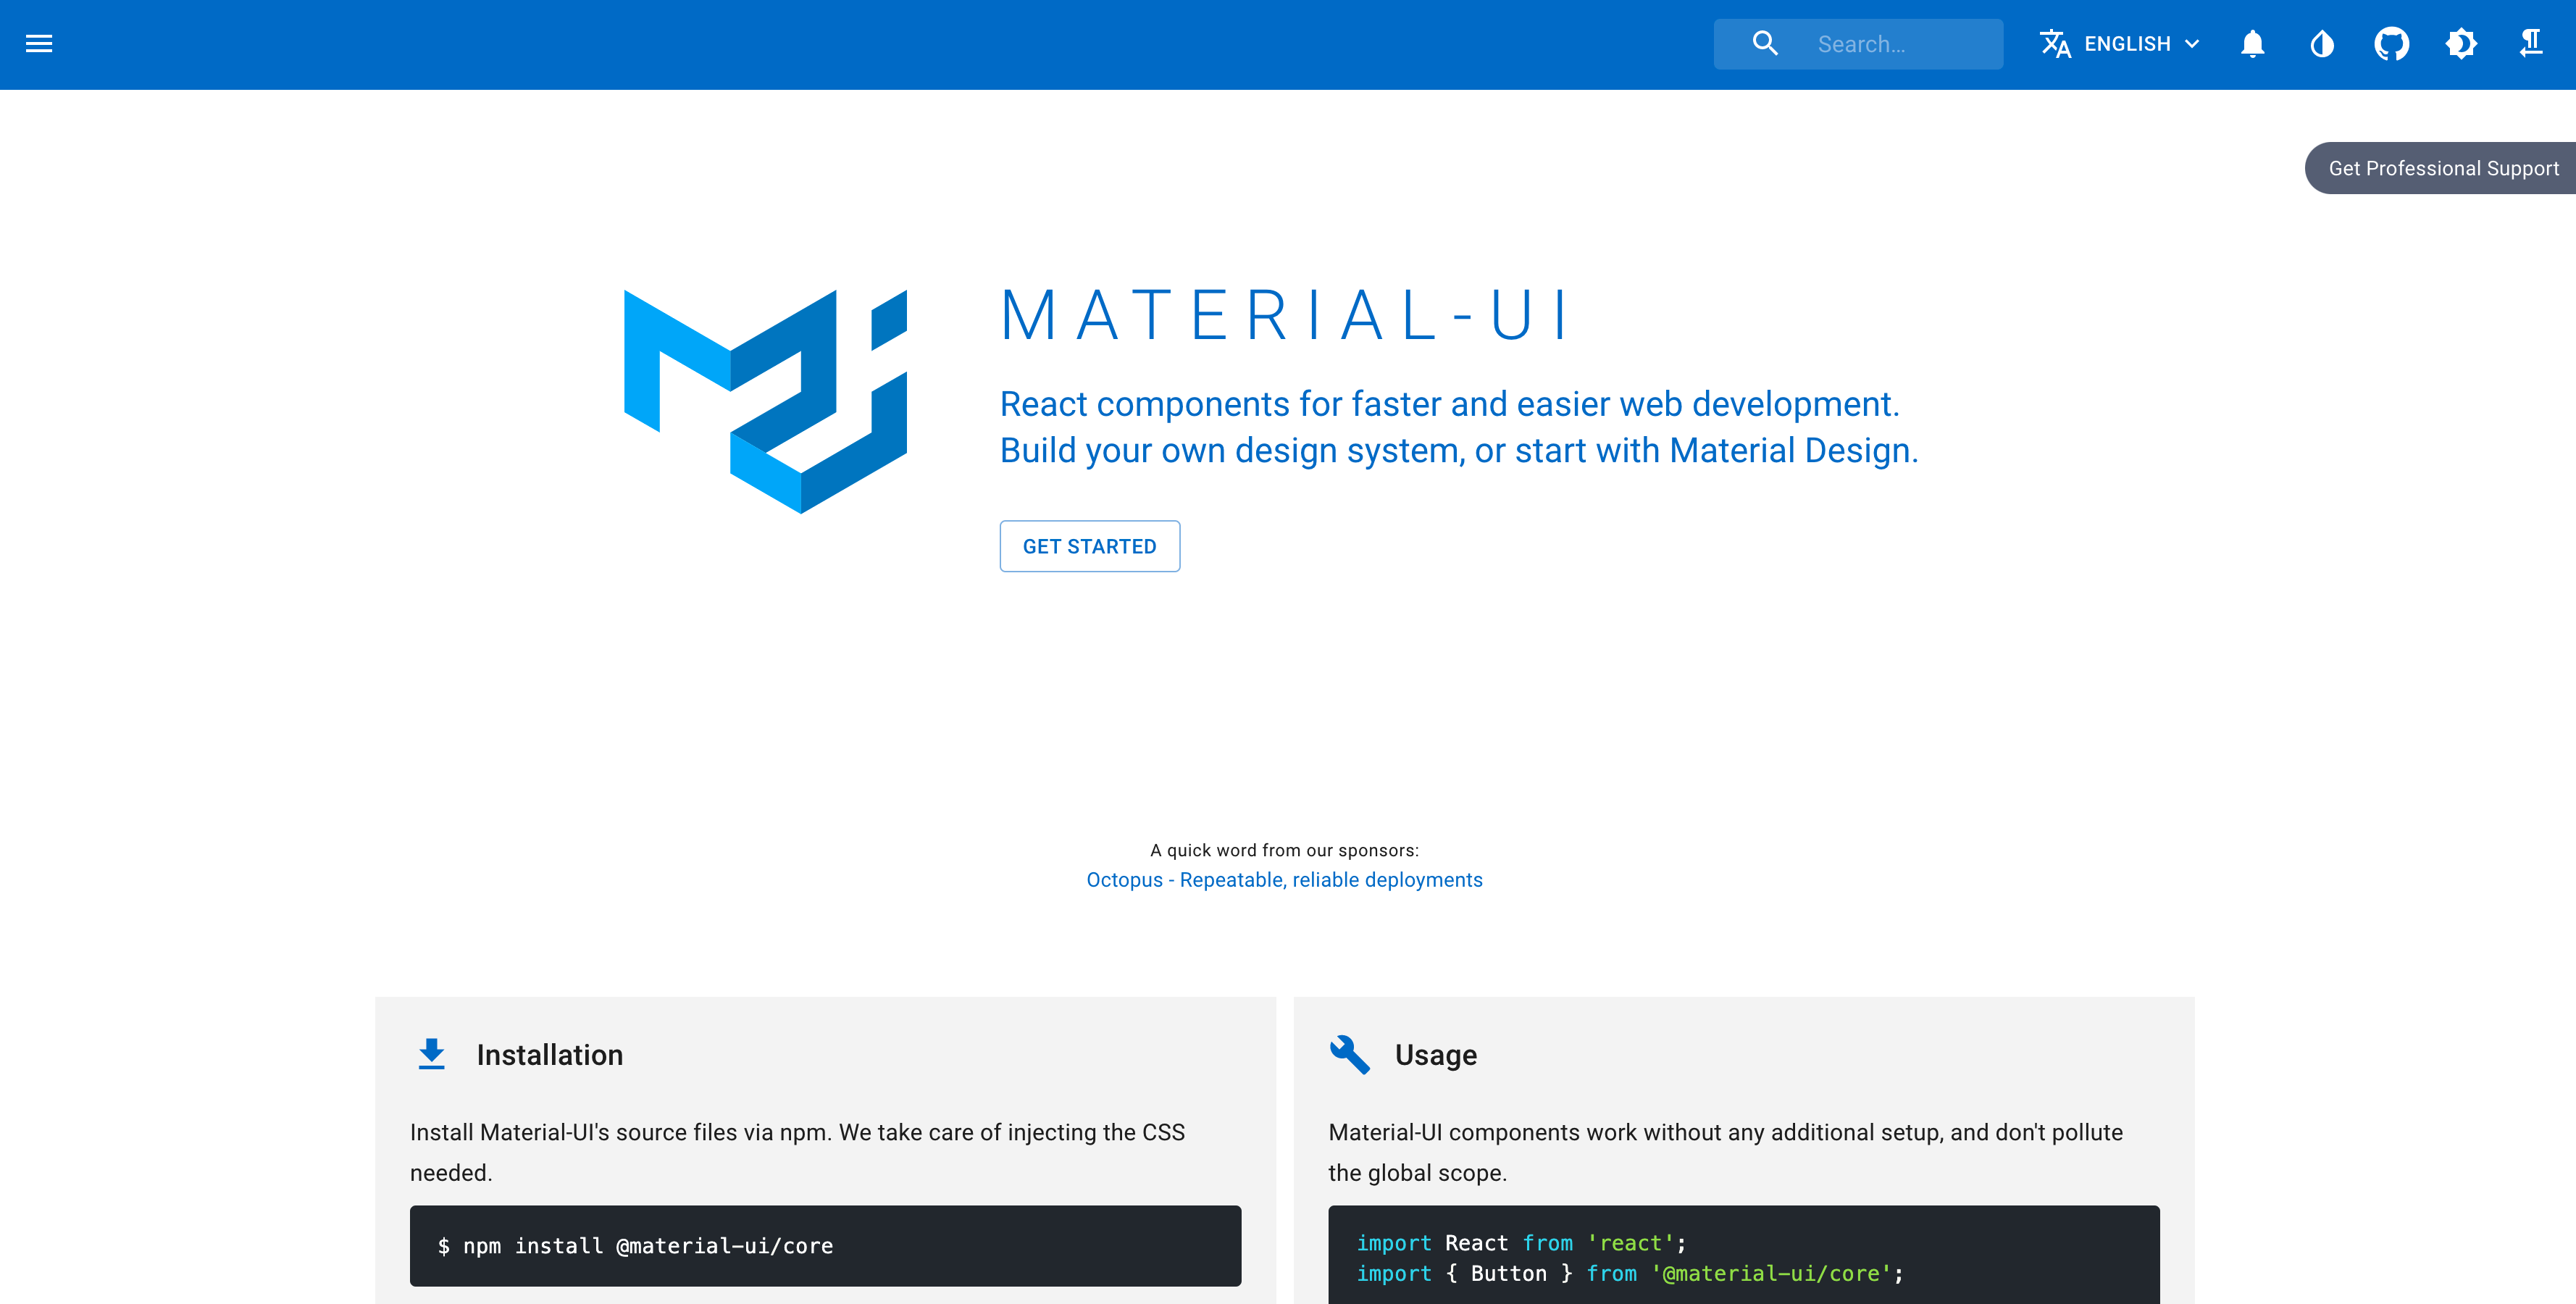 Search…
ENGLISH
Get Professional Support
MATERIAL-UI
React components for faster and easier web development.
Build your own design system, or start with Material Design.
GET STARTED
A quick word from our sponsors:
Octopus - Repeatable, reliable deployments
Installation
Install Material-UI's source files via npm. We take care of injecting the CSS
needed.
$ npm install @material-ui/core
Usage
Material-UI components work without any additional setup, and don't pollute
the global scope.
import React from 'react';
import { Button } from '@material-ui/core';